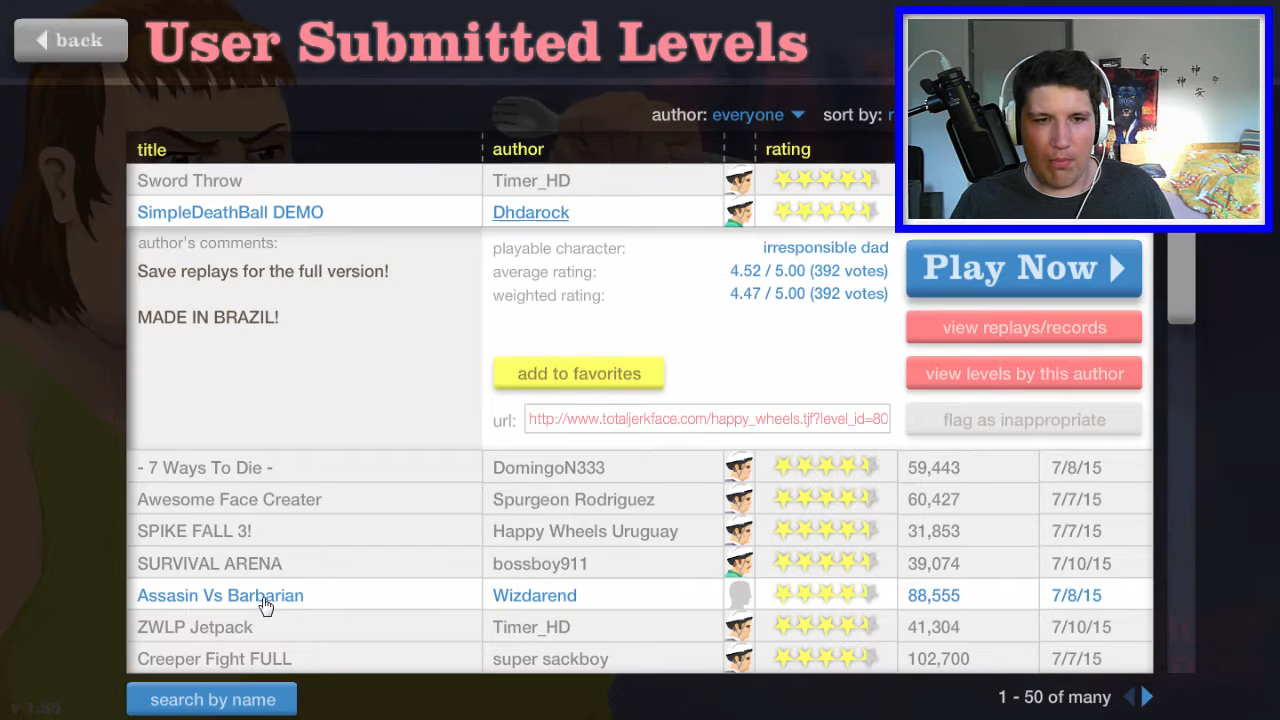 back
User Submitted Levels
author: everyone sort by:
title author rating
Sword Throw Timer_HD
SimpleDeathBall DEMO Dhdarock
author's comments:
Save replays for the full version!
MADE IN BRAZIL!
playable character: irresponsible dad
average rating: 4.52 / 5.00 (392 votes)
weighted rating: 4.47 / 5.00 (392 votes)
add to favorites
url: http://www.totaljerkface.com/happy_wheels.tjf?level_id=80
Play Now
view replays/records
view levels by this author
flag as inappropriate
- 7 Ways To Die - DomingoN333 59,443 7/8/15
Awesome Face Creater Spurgeon Rodriguez 60,427 7/7/15
SPIKE FALL 3! Happy Wheels Uruguay 31,853 7/7/15
SURVIVAL ARENA bossboy911 39,074 7/10/15
Assasin Vs Barbarian Wizdarend 88,555 7/8/15
ZWLP Jetpack Timer_HD 41,304 7/10/15
Creeper Fight FULL super sackboy 102,700 7/7/15
search by name
1 - 50 of many
v 1.85